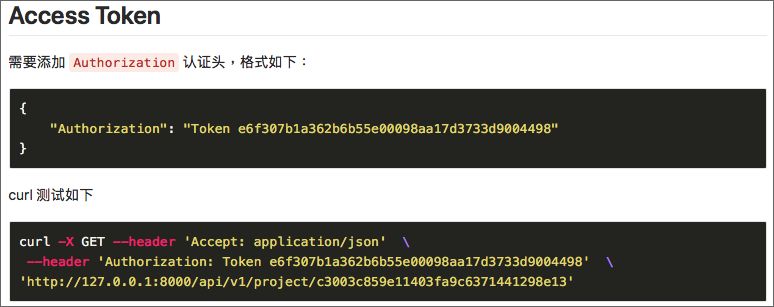 Access Token
需要添加 Authorization 认证头，格式如下：
{
    "Authorization": "Token e6f307b1a362b6b55e00098aa17d3733d9004498"
}
curl 测试如下
curl -X GET --header 'Accept: application/json'  \
 --header 'Authorization: Token e6f307b1a362b6b55e00098aa17d3733d9004498'  \
'http://127.0.0.1:8000/api/v1/project/c3003c859e11403fa9c6371441298e13'